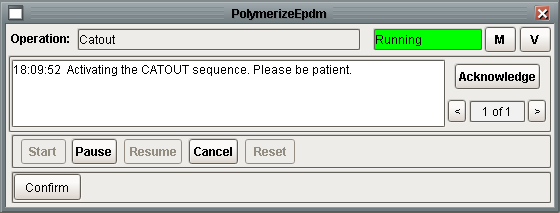 PolymerizeEpdm
Operation: Catout Running M V
18:09:52 Activating the CATOUT sequence. Please be patient.
Acknowledge
< 1 of 1 >
Start Pause Resume Cancel Reset
Confirm